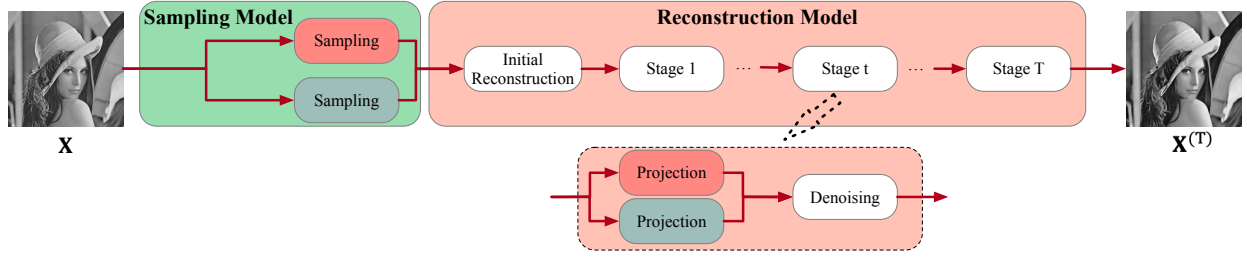 Sampling Model
Reconstruction Model
Sampling
Sampling
Initial
Reconstruction
Stage 1
...
Stage t
...
Stage T
X
X(T)
Projection
Projection
Denoising